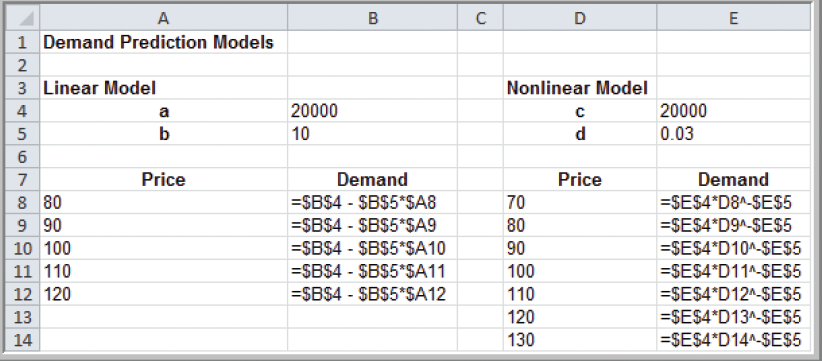 A B C D E
1 Demand Prediction Models
2
3 Linear Model Nonlinear Model
4 a 20000 c 20000
5 b 10 d 0.03
6
7 Price Demand Price Demand
8 80 =$B$4 - $B$5*$A8 70 =$E$4*D8^-$E$5
9 90 =$B$4 - $B$5*$A9 80 =$E$4*D9^-$E$5
10 100 =$B$4 - $B$5*$A10 90 =$E$4*D10^-$E$5
11 110 =$B$4 - $B$5*$A11 100 =$E$4*D11^-$E$5
12 120 =$B$4 - $B$5*$A12 110 =$E$4*D12^-$E$5
13 120 =$E$4*D13^-$E$5
14 130 =$E$4*D14^-$E$5